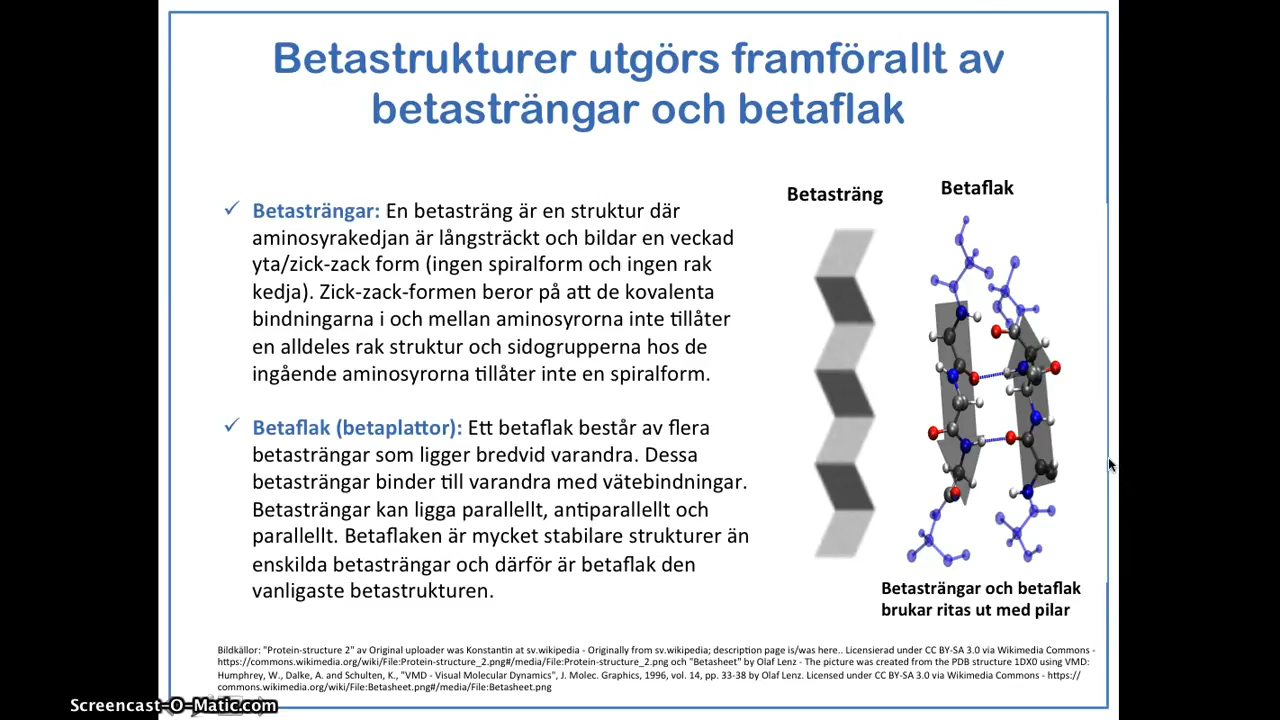 Betastrukturer utgörs framförallt av
betasträngar och betaflak
Betasträng
Betaflak
Betasträngar: En betasträng är en struktur där
aminosyrakedjan är långsträckt och bildar en veckad
yta/zick-zack form (ingen spiralform och ingen rak
kedja). Zick-zack-formen beror på att de kovalenta
bindningarna i och mellan aminosyrorna inte tillåter
en alldeles rak struktur och sidogrupperna hos de
ingående aminosyrorna tillåter inte en spiralform.
Betaflak (betaplattor): Ett betaflak består av flera
betasträngar som ligger bredvid varandra. Dessa
betasträngar binder till varandra med vätebindningar.
Betasträngar kan ligga parallellt, antiparallellt och
parallellt. Betaflaken är mycket stabilare strukturer än
enskilda betasträngar och därför är betaflak den
vanligaste betastrukturen.
Betasträngar och betaflak
brukar ritas ut med pilar
Bildkällor: "Protein-structure 2" av Original uploader was Konstantin at sv.wikipedia - Originally from sv.wikipedia; description page is/was here.. Licensierad under CC BY-SA 3.0 via Wikimedia Commons -
https://commons.wikimedia.org/wiki/File:Protein-structure_2.png#/media/File:Protein-structure_2.png och "Betasheet" by Olaf Lenz - The picture was created from the PDB structure 1DX0 using VMD:
Humphrey, W., Dalke, A. and Schulten, K., "VMD - Visual Molecular Dynamics", J. Molec. Graphics, 1996, vol. 14, pp. 33-38 by Olaf Lenz. Licensed under CC BY-SA 3.0 via Wikimedia Commons - https://
commons.wikimedia.org/wiki/File:Betasheet.png#/media/File:Betasheet.png
Screencast-O-Matic.com